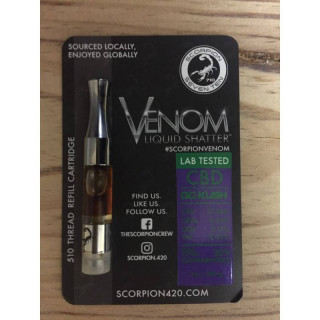 SOURCED LOCALLY,
ENJOYED GLOBALLY
SCORPION
SEVEN TEN
VENOM
LIQUID SHATTER™
#SCORPIONVENOM
LAB TESTED
CBD
510 THREAD REFILL CARTRIDGE
FIND US.
LIKE US.
FOLLOW US.
THESCORPIONCREW
SCORPION.420
SCORPION420.COM